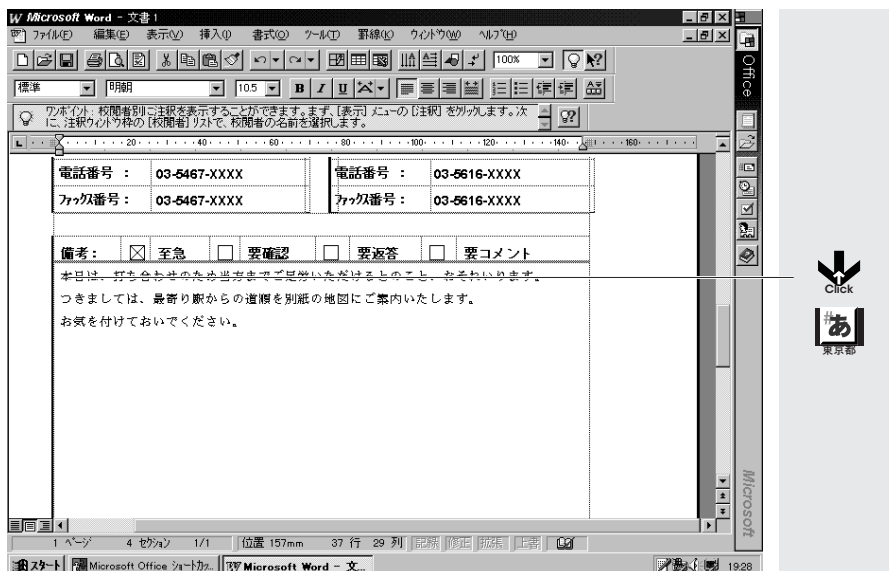 Microsoft Word - 文書 1
ファイル(F) 編集(E) 表示(V) 挿入(I) 書式(O) ツール(T) 罫線(K) ウィンドウ(W) ヘルプ(H)
100%
標準 明朝 10.5 B I U
ワンポイント: 校閲者別に注釈を表示することができます。まず、[表示] メニューの [注釈] をクリックします。次
に、注釈ウィンドウ枠の [校閲者] リストで、校閲者の名前を選択します。
20 40 60 80 100 120 140 160
電話番号 : 03-5467-XXXX 電話番号 : 03-5616-XXXX
ファックス番号 : 03-5467-XXXX ファックス番号 : 03-5616-XXXX
備考 : 至急 要確認 要返答 要コメント
本日は、打ち合わせのため当方までご足労いただけるとのこと、おそれいります。
つきましては、最寄り駅からの道順を別紙の地図にご案内いたします。
お気を付けておいでください。
1 ページ 4 セクション 1/1 位置 157mm 37 行 29 列 記録 修正 拡張 上書
スタート Microsoft Office ショートカッ... Microsoft Word - 文... 19:28
Office
Microsoft
Click
#あ
東京都